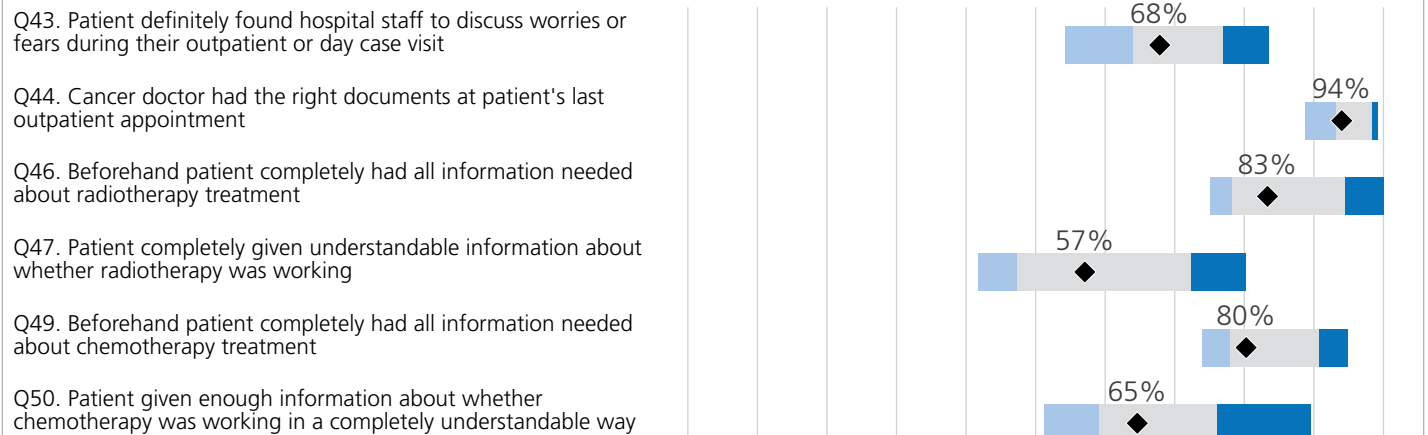 Q43. Patient definitely found hospital staff to discuss worries or
fears during their outpatient or day case visit
68%
Q44. Cancer doctor had the right documents at patient's last
outpatient appointment
94%
Q46. Beforehand patient completely had all information needed
about radiotherapy treatment
83%
Q47. Patient completely given understandable information about
whether radiotherapy was working
57%
Q49. Beforehand patient completely had all information needed
about chemotherapy treatment
80%
Q50. Patient given enough information about whether
chemotherapy was working in a completely understandable way
65%